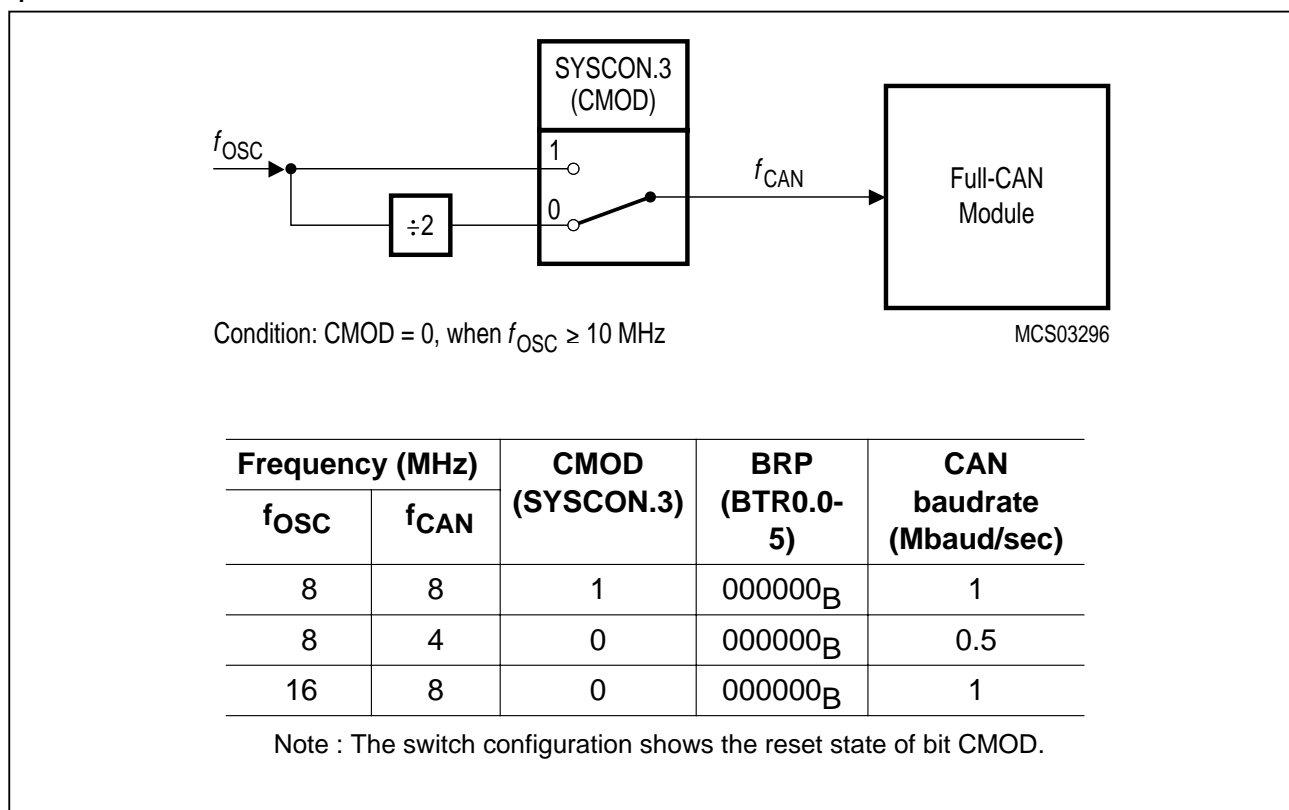 SYSCON.3
(CMOD)
fOSC
1
fCAN
Full-CAN
Module
0
÷2
Condition: CMOD = 0, when fOSC ≥ 10 MHz
MCS03296
Frequency (MHz) CMOD BRP CAN
fOSC fCAN (SYSCON.3) (BTR0.0- baudrate
5) (Mbaud/sec)
8 8 1 000000B 1
8 4 0 000000B 0.5
16 8 0 000000B 1
Note : The switch configuration shows the reset state of bit CMOD.